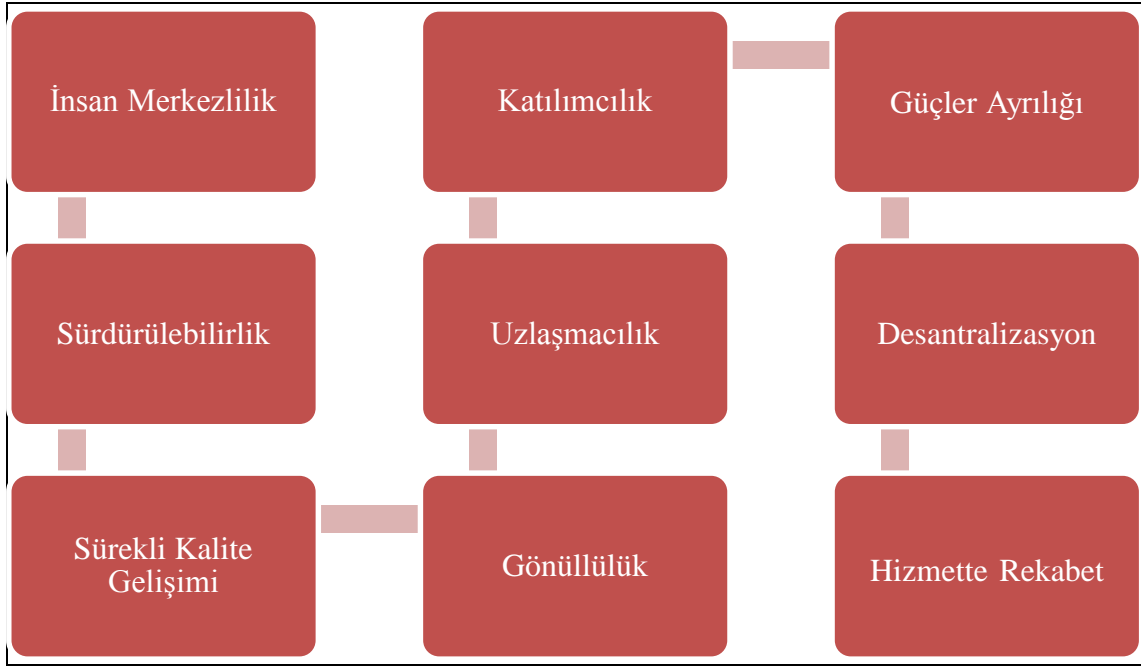 İnsan Merkezlilik
Sürdürülebilirlik
Sürekli Kalite
Gelişimi
Gönüllülük
Uzlaşmacılık
Katılımcılık
Güçler Ayrılığı
Desantralizasyon
Hizmette Rekabet